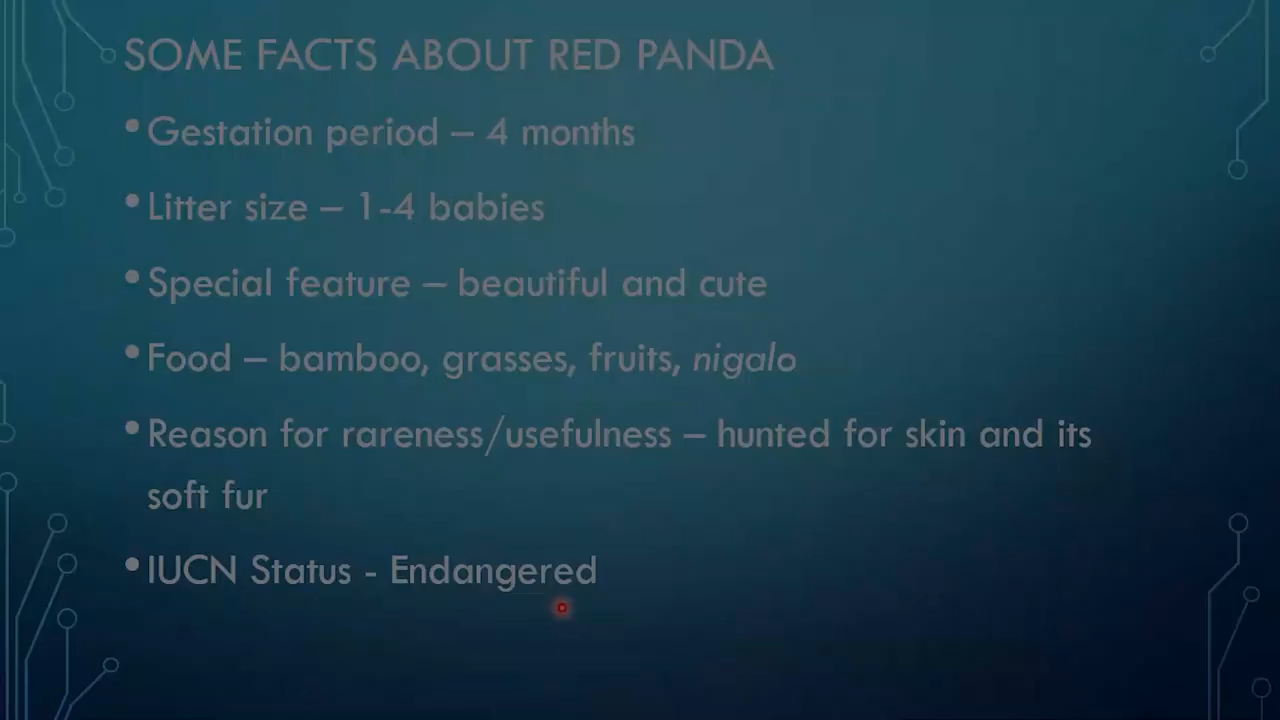 SOME FACTS ABOUT RED PANDA
• Gestation period – 4 months
• Litter size – 1-4 babies
• Special feature – beautiful and cute
• Food – bamboo, grasses, fruits, nigalo
• Reason for rareness/usefulness – hunted for skin and its
soft fur
• IUCN Status - Endangered